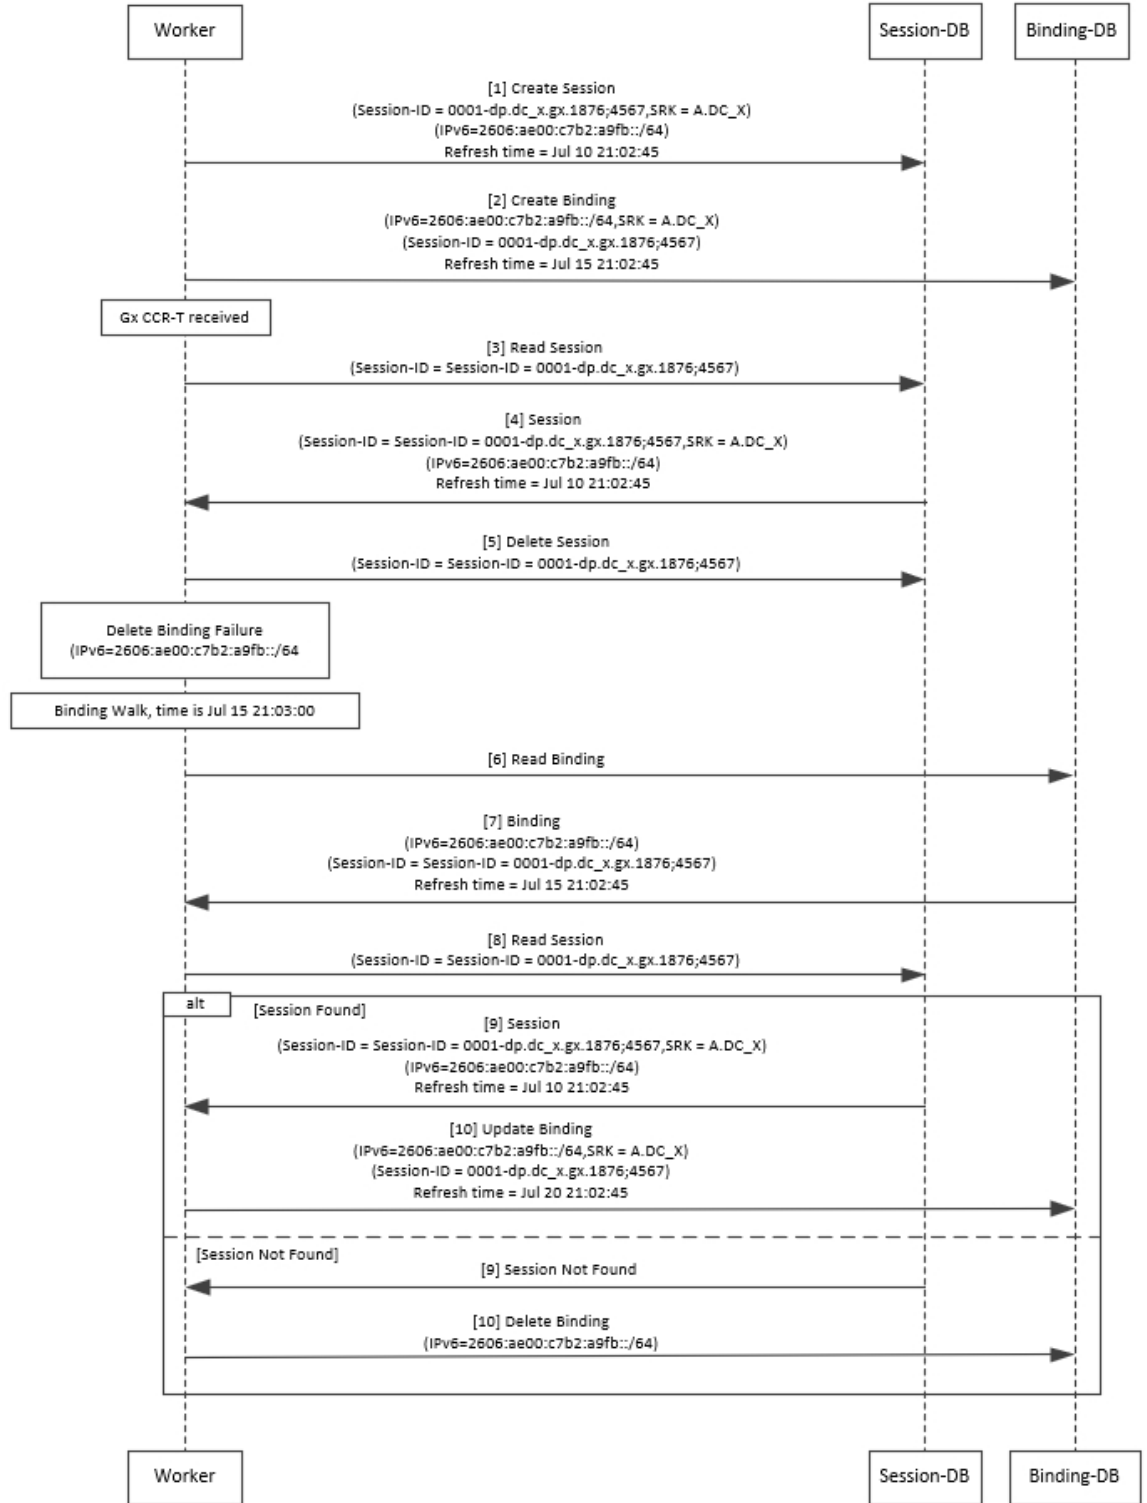 Worker
Session-DB
Binding-DB
[1] Create Session
(Session-ID = 0001-dp.dc_x.gx.1876;4567,SRK = A.DC_X)
(IPv6=2606:ae00:c7b2:a9fb::/64)
Refresh time = Jul 10 21:02:45
[2] Create Binding
(IPv6=2606:ae00:c7b2:a9fb::/64,SRK = A.DC_X)
(Session-ID = 0001-dp.dc_x.gx.1876;4567)
Refresh time = Jul 15 21:02:45
Gx CCR-T received
[3] Read Session
(Session-ID = Session-ID = 0001-dp.dc_x.gx.1876;4567)
[4] Session
(Session-ID = Session-ID = 0001-dp.dc_x.gx.1876;4567,SRK = A.DC_X)
(IPv6=2606:ae00:c7b2:a9fb::/64)
Refresh time = Jul 10 21:02:45
[5] Delete Session
(Session-ID = Session-ID = 0001-dp.dc_x.gx.1876;4567)
Delete Binding Failure
(IPv6=2606:ae00:c7b2:a9fb::/64
Binding Walk, time is Jul 15 21:03:00
[6] Read Binding
[7] Binding
(IPv6=2606:ae00:c7b2:a9fb::/64)
(Session-ID = Session-ID = 0001-dp.dc_x.gx.1876;4567)
Refresh time = Jul 15 21:02:45
[8] Read Session
(Session-ID = Session-ID = 0001-dp.dc_x.gx.1876;4567)
alt
[Session Found]
[9] Session
(Session-ID = Session-ID = 0001-dp.dc_x.gx.1876;4567,SRK = A.DC_X)
(IPv6=2606:ae00:c7b2:a9fb::/64)
Refresh time = Jul 10 21:02:45
[10] Update Binding
(IPv6=2606:ae00:c7b2:a9fb::/64,SRK = A.DC_X)
(Session-ID = 0001-dp.dc_x.gx.1876;4567)
Refresh time = Jul 20 21:02:45
[Session Not Found]
[9] Session Not Found
[10] Delete Binding
(IPv6=2606:ae00:c7b2:a9fb::/64)
Worker
Session-DB
Binding-DB